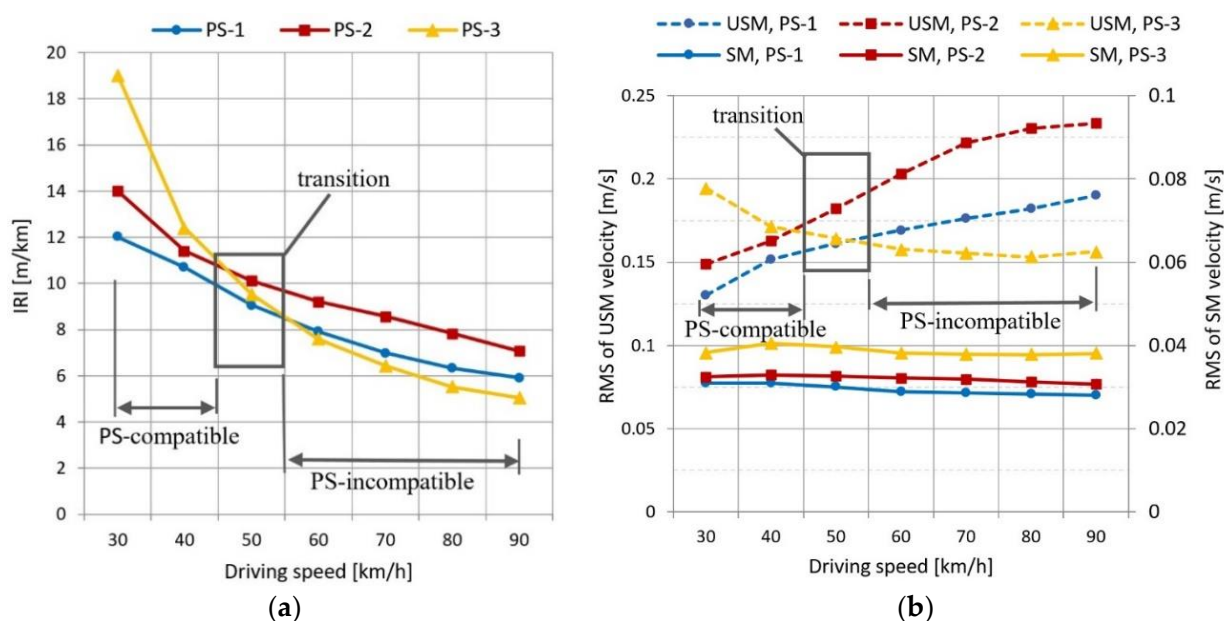 PS-1 PS-2 PS-3
20
18
16
14
12
10
8
6
4
2
0
IRI [m/km]
transition
PS-compatible
PS-incompatible
30 40 50 60 70 80 90
Driving speed [km/h]
(a)
USM, PS-1 USM, PS-2 USM, PS-3
SM, PS-1 SM, PS-2 SM, PS-3
0.25
0.2
0.15
0.1
0.05
0
RMS of USM velocity [m/s]
transition
PS-compatible
PS-incompatible
0.1
0.08
0.06
0.04
0.02
0
RMS of SM velocity [m/s]
30 40 50 60 70 80 90
Driving speed [km/h]
(b)